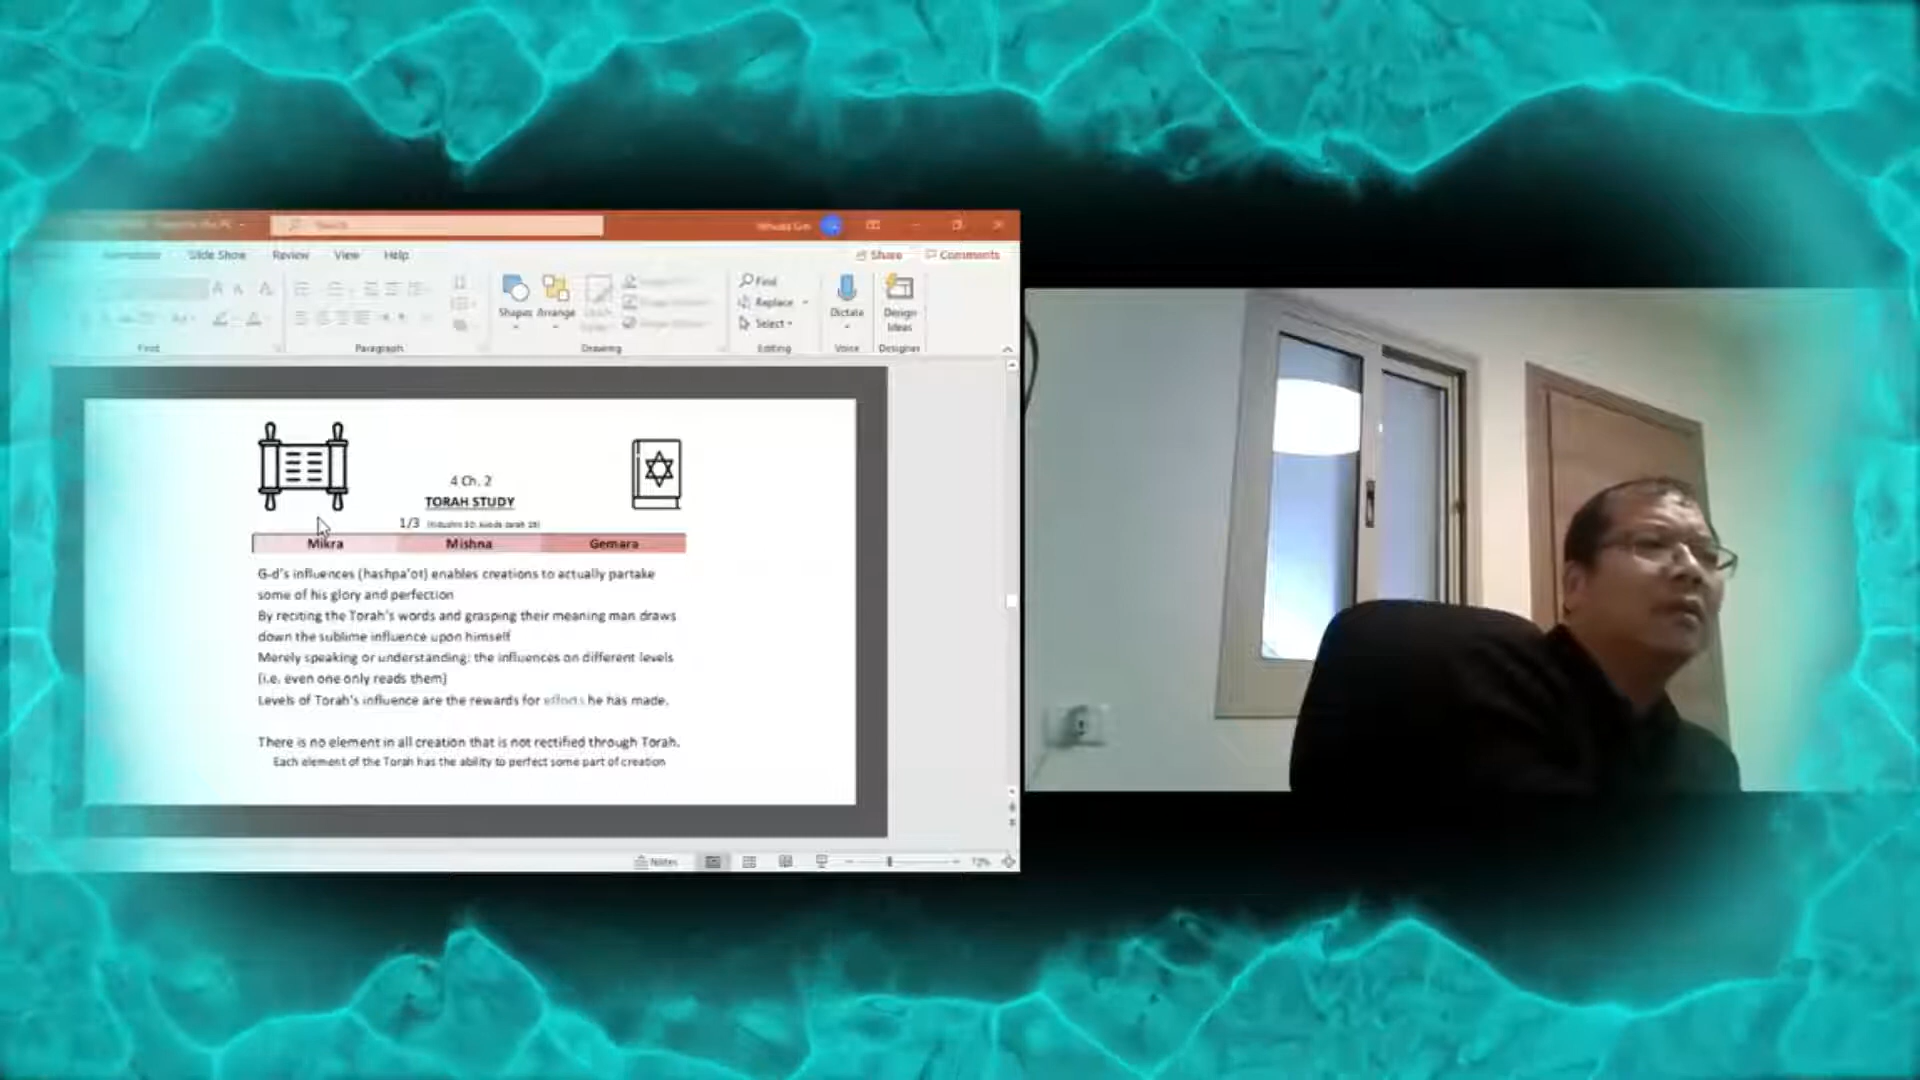 Slide Show Review View Help Share Comments
Find
Shapes Arrange Replace Dictate Design
Select Ideas
Paragraph Drawing Editing Voice Designer
4 Ch. 2
TORAH STUDY
1/3
Mikra Mishna Gemara
G-d's influences (hashpa'ot) enables creations to actually partake
some of his glory and perfection
By reciting the Torah's words and grasping their meaning man draws
down the sublime influence upon himself
Merely speaking or understanding: the influences on different levels
(i.e. even one only reads them)
Levels of Torah's influence are the rewards for efforts he has made.
There is no element in all creation that is not rectified through Torah.
Each element of the Torah has the ability to perfect some part of creation
Notes